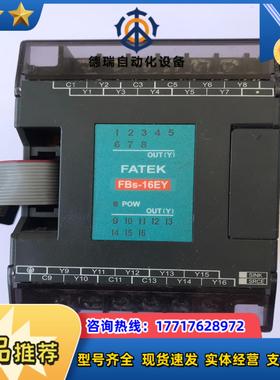 德瑞自动化设备
C1 Y2 C3 Y4 Y5 Y6 Y7 Y8
Y1 Y3
1 2 3 4 5
6 7 8
OUT(Y)
FATEK
FBs-16EY
POW
OUT(Y)
9 10 11 12 13
14 15 16
Y9 Y10 Y11 Y12 Y13 Y14 Y15
C9 C10 C11 C13 Y14 Y16
SINK
SRCE
咨询热线:17717628972
品推荐
型号齐全 现货速发 实体经营 支